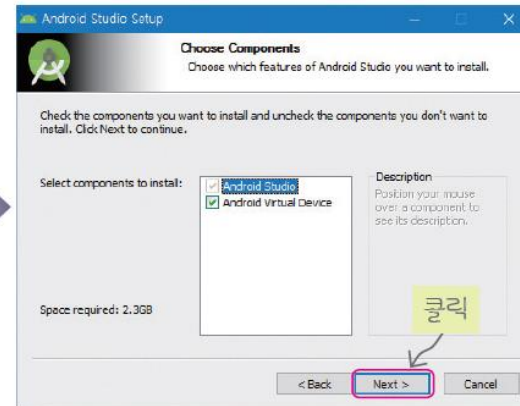 Android Studio Setup
Choose Components
Choose which features of Android Studio you want to install.
Check the components you want to install and uncheck the components you don't want to
install. Click Next to continue.
Select components to install:
Android Studio
Android Virtual Device
Description
Position your mouse
over a component to
see its description.
Space required: 2.3GB
클릭
< Back
Next >
Cancel